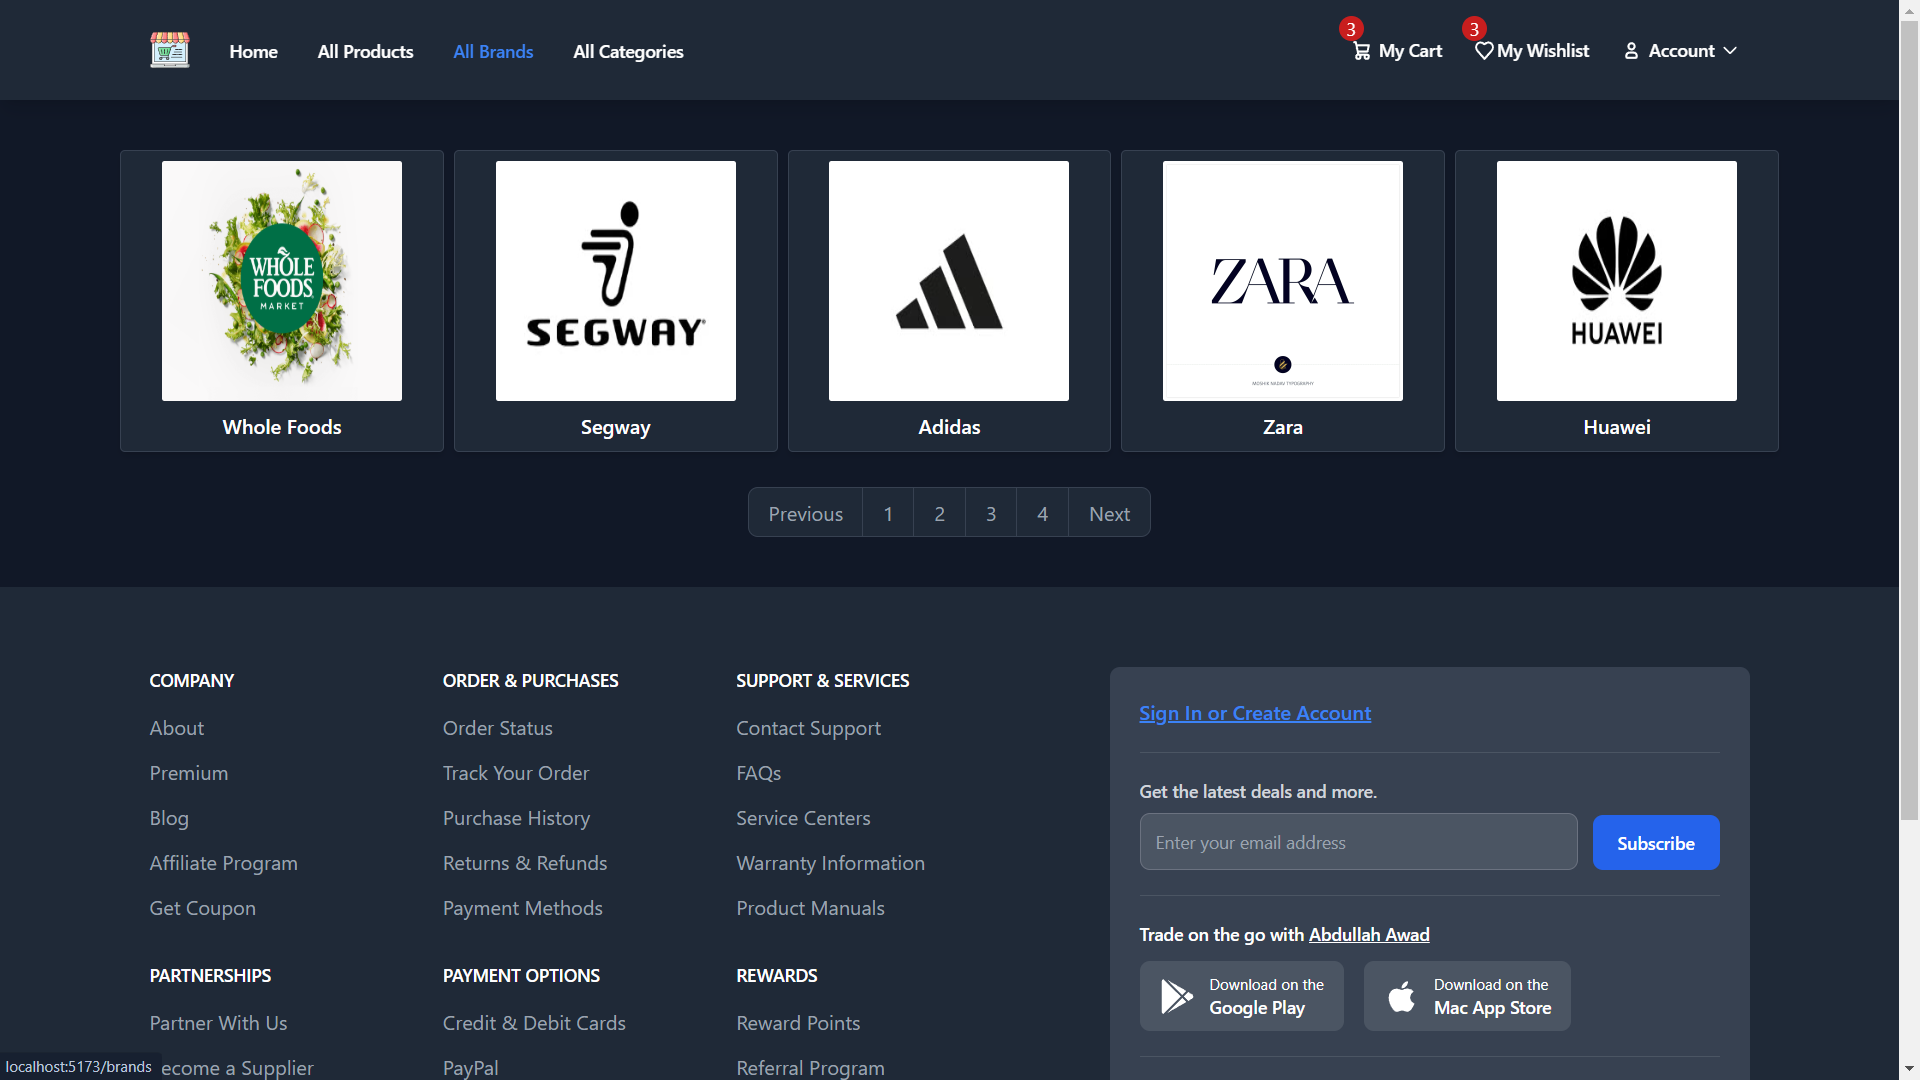 Home
All Products
All Brands
All Categories
3
My Cart
3
My Wishlist
Account
WHOLE
FOODS
MARKET
Whole Foods
SEGWAY
Segway
Adidas
ZARA
MOSHIK NADAV TYPOGRAPHY
Zara
HUAWEI
Huawei
Previous
1
2
3
4
Next
COMPANY
About
Premium
Blog
Affiliate Program
Get Coupon
ORDER & PURCHASES
Order Status
Track Your Order
Purchase History
Returns & Refunds
Payment Methods
SUPPORT & SERVICES
Contact Support
FAQs
Service Centers
Warranty Information
Product Manuals
PARTNERSHIPS
Partner With Us
ecome a Supplier
PAYMENT OPTIONS
Credit & Debit Cards
PayPal
REWARDS
Reward Points
Referral Program
Sign In or Create Account
Get the latest deals and more.
Enter your email address
Subscribe
Trade on the go with Abdullah Awad
Download on the
Google Play
Download on the
Mac App Store
localhost:5173/brands